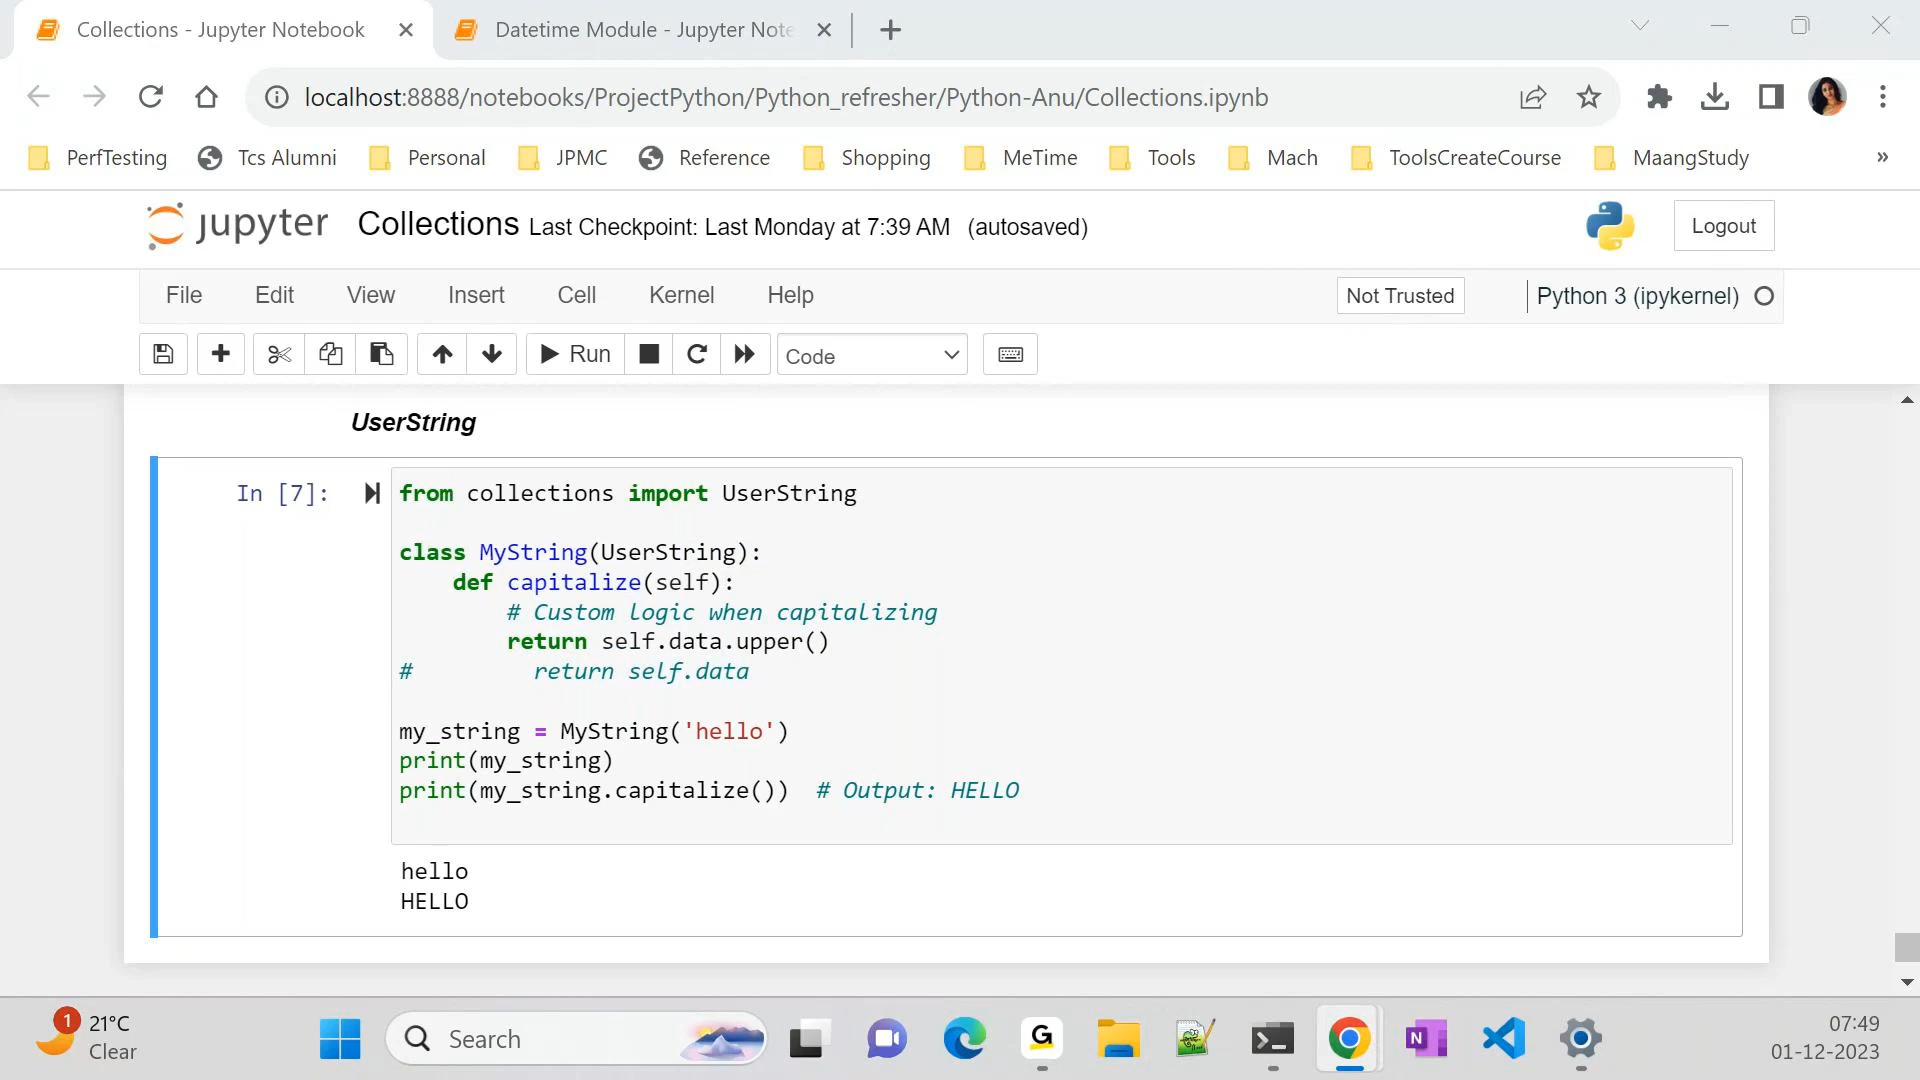 Collections - Jupyter Notebook
Datetime Module - Jupyter Note
localhost:8888/notebooks/ProjectPython/Python_refresher/Python-Anu/Collections.ipynb
PerfTesting Tcs Alumni Personal JPMC Reference Shopping MeTime Tools Mach ToolsCreateCourse MaangStudy »
jupyter Collections Last Checkpoint: Last Monday at 7:39 AM (autosaved) Logout
File Edit View Insert Cell Kernel Help Not Trusted Python 3 (ipykernel)
Run Code
UserString
In [7]: from collections import UserString
class MyString(UserString):
def capitalize(self):
# Custom logic when capitalizing
return self.data.upper()
# return self.data
my_string = MyString('hello')
print(my_string)
print(my_string.capitalize()) # Output: HELLO
hello
HELLO
1 21°C
Clear
Search
G
N
07:49
01-12-2023